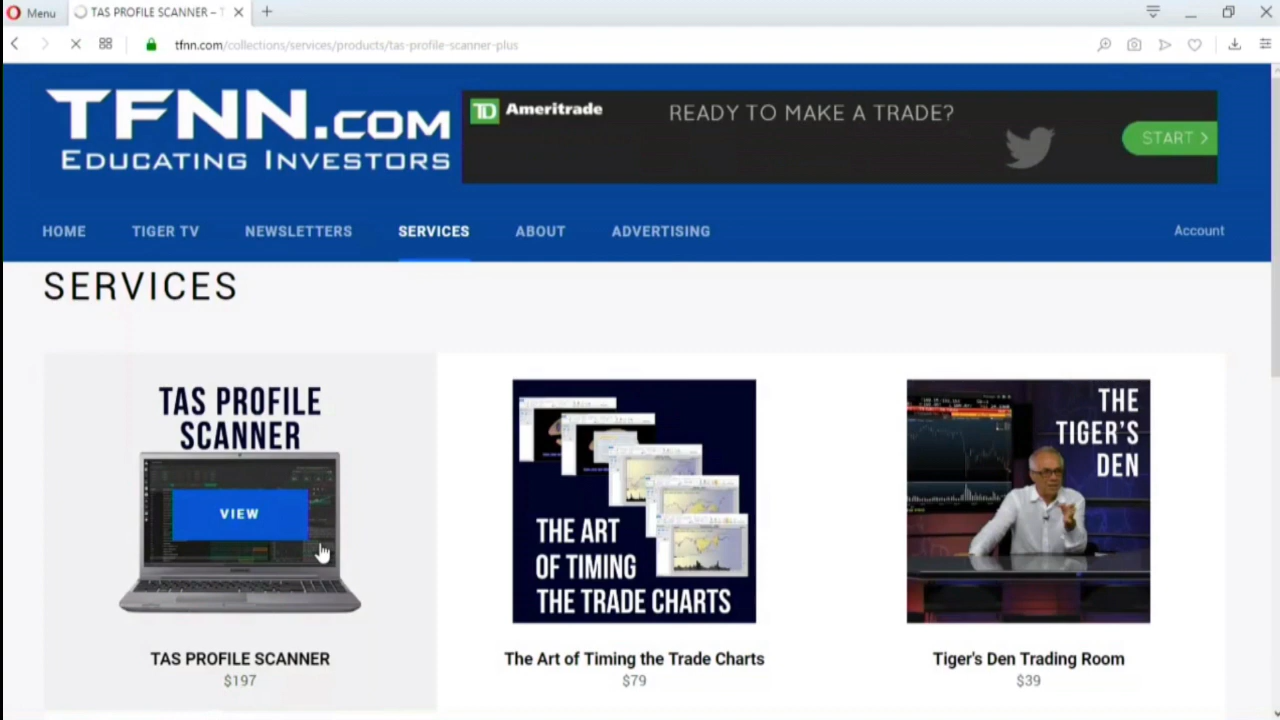 Menu
TAS PROFILE SCANNER –
tfnn.com/collections/services/products/tas-profile-scanner-plus
TFNN.COM
EDUCATING INVESTORS
TD Ameritrade
READY TO MAKE A TRADE?
START >
HOME
TIGER TV
NEWSLETTERS
SERVICES
ABOUT
ADVERTISING
Account
SERVICES
TAS PROFILE
SCANNER
VIEW
THE ART
OF TIMING
THE TRADE CHARTS
THE
TIGER'S
DEN
TAS PROFILE SCANNER
$197
The Art of Timing the Trade Charts
$79
Tiger's Den Trading Room
$39